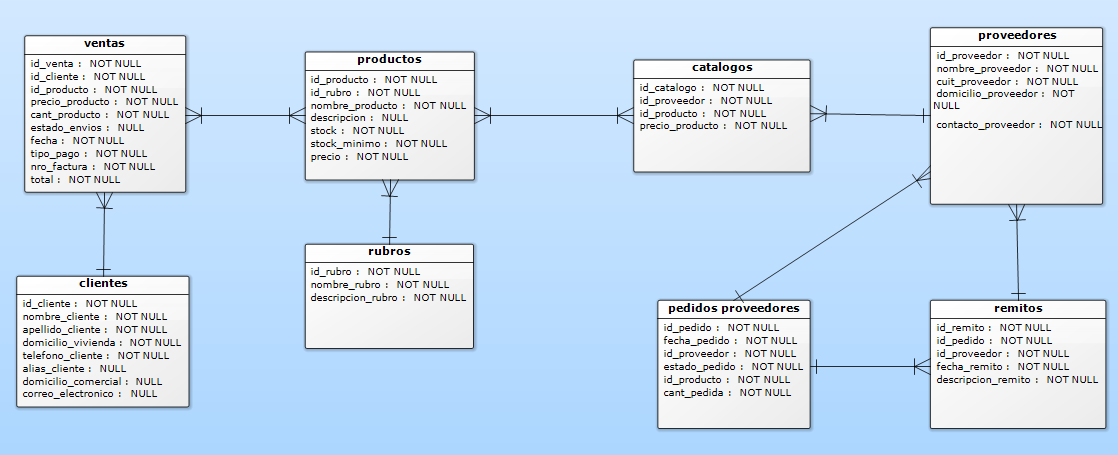 ventas
id_venta :  NOT NULL
id_cliente :  NOT NULL
id_producto :  NOT NULL
precio_producto :  NOT NULL
cant_producto :  NOT NULL
estado_envios :  NULL
fecha :  NOT NULL
tipo_pago :  NOT NULL
nro_factura :  NOT NULL
total :  NOT NULL
productos
id_producto :  NOT NULL
id_rubro :  NOT NULL
nombre_producto :  NOT NULL
descripcion :  NULL
stock :  NOT NULL
stock_minimo :  NOT NULL
precio :  NOT NULL
catalogos
id_catalogo :  NOT NULL
id_proveedor :  NOT NULL
id_producto :  NOT NULL
precio_producto :  NOT NULL
proveedores
id_proveedor :  NOT NULL
nombre_proveedor :  NOT NULL
cuit_proveedor :  NOT NULL
domicilio_proveedor :  NOT
NULL
contacto_proveedor :  NOT NULL
clientes
id_cliente :  NOT NULL
nombre_cliente :  NOT NULL
apellido_cliente :  NOT NULL
domicilio_vivienda :  NOT NULL
telefono_cliente :  NOT NULL
alias_cliente :  NULL
domicilio_comercial :  NULL
correo_electronico :  NULL
rubros
id_rubro :  NOT NULL
nombre_rubro :  NOT NULL
descripcion_rubro :  NOT NULL
pedidos proveedores
id_pedido :  NOT NULL
fecha_pedido :  NOT NULL
id_proveedor :  NOT NULL
estado_pedido :  NOT NULL
id_producto :  NOT NULL
cant_pedida :  NOT NULL
remitos
id_remito :  NOT NULL
id_pedido :  NOT NULL
id_proveedor :  NOT NULL
fecha_remito :  NOT NULL
descripcion_remito :  NOT NULL